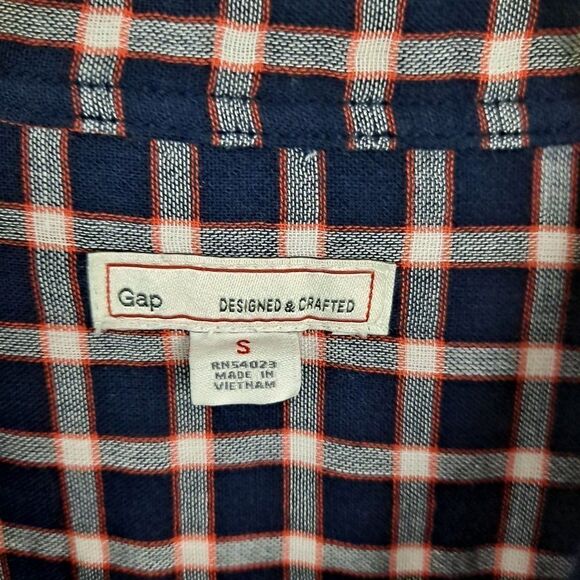 Gap DESIGNED & CRAFTED
S
RN54023
MADE IN
VIETNAM